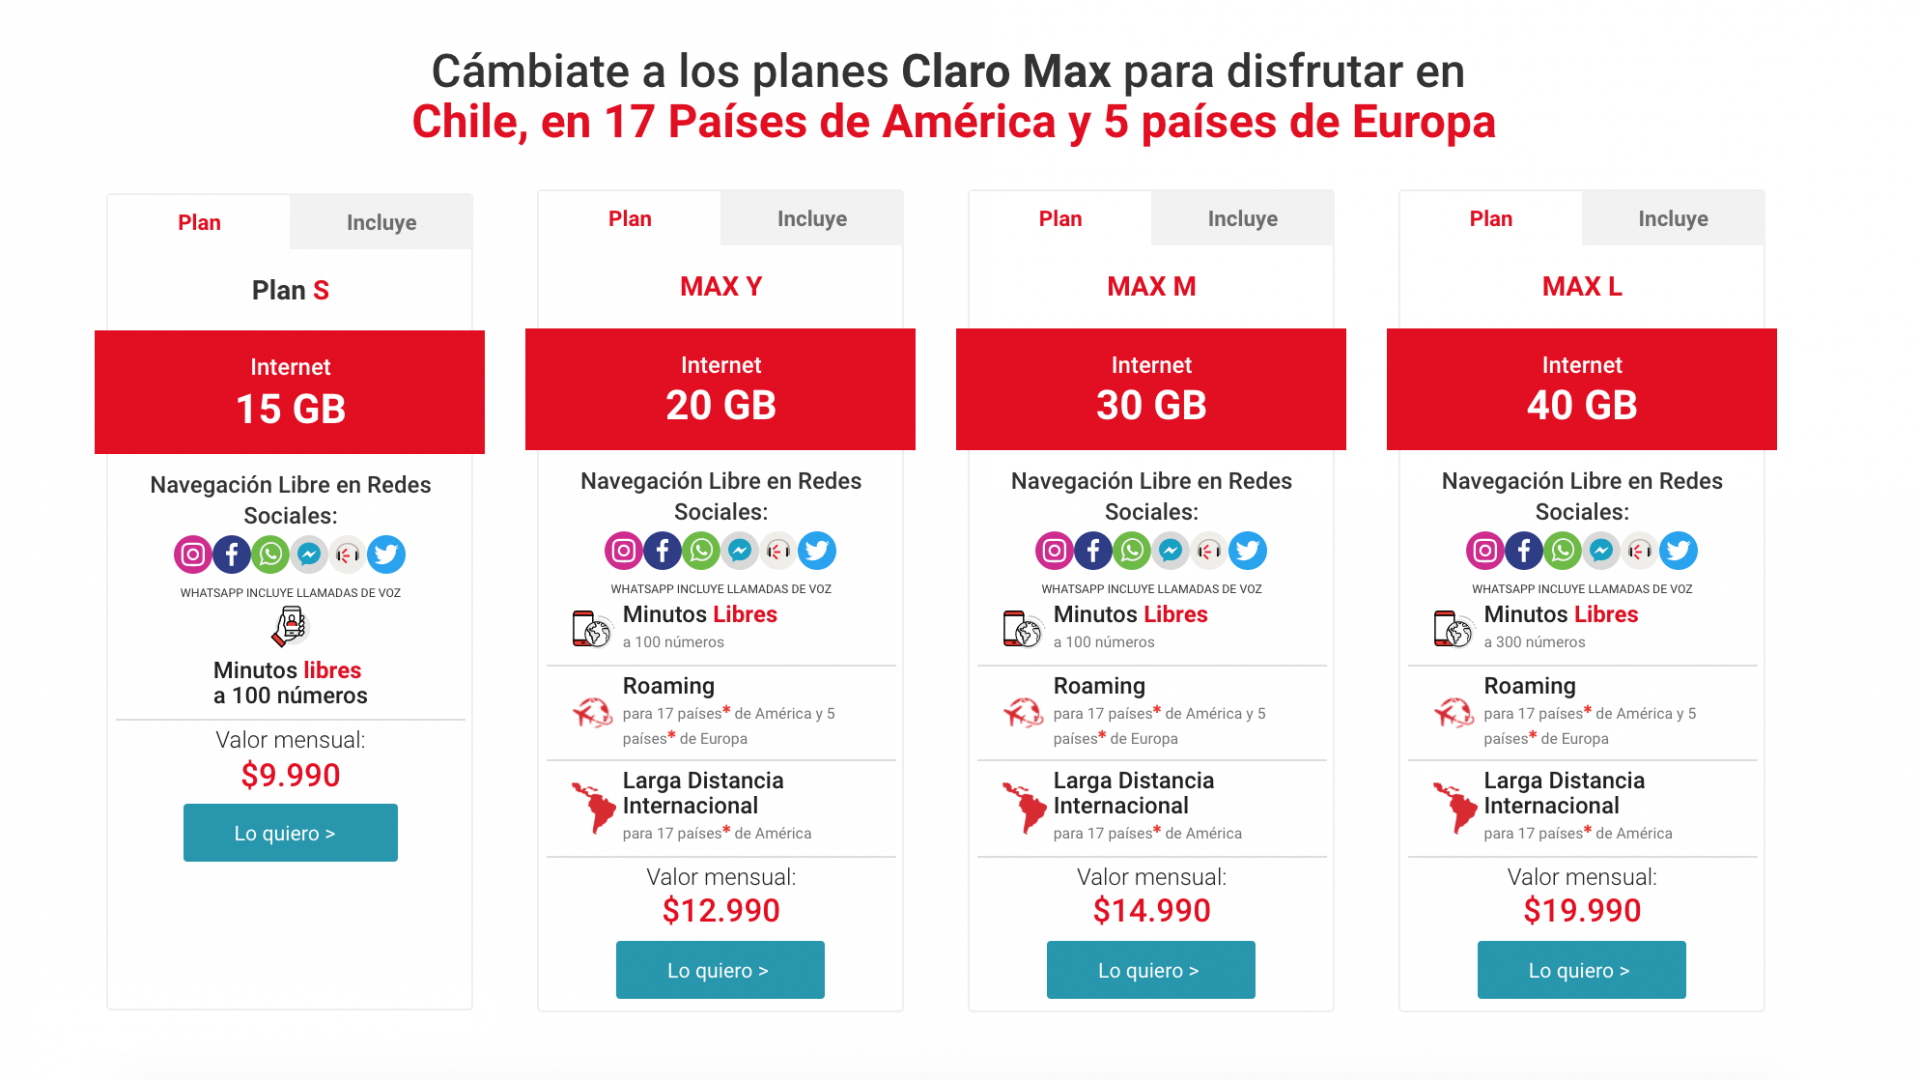 Cámbiate a los planes Claro Max para disfrutar en
Chile, en 17 Países de América y 5 países de Europa
Plan Incluye
Plan S
Internet
15 GB
Navegación Libre en Redes
Sociales:
WHATSAPP INCLUYE LLAMADAS DE VOZ
Minutos libres
a 100 números
Valor mensual:
$9.990
Lo quiero >
Plan Incluye
MAX Y
Internet
20 GB
Navegación Libre en Redes
Sociales:
WHATSAPP INCLUYE LLAMADAS DE VOZ
Minutos Libres
a 100 números
Roaming
para 17 países* de América y 5
países* de Europa
Larga Distancia
Internacional
para 17 países* de América
Valor mensual:
$12.990
Lo quiero >
Plan Incluye
MAX M
Internet
30 GB
Navegación Libre en Redes
Sociales:
WHATSAPP INCLUYE LLAMADAS DE VOZ
Minutos Libres
a 100 números
Roaming
para 17 países* de América y 5
países* de Europa
Larga Distancia
Internacional
para 17 países* de América
Valor mensual:
$14.990
Lo quiero >
Plan Incluye
MAX L
Internet
40 GB
Navegación Libre en Redes
Sociales:
WHATSAPP INCLUYE LLAMADAS DE VOZ
Minutos Libres
a 300 números
Roaming
para 17 países* de América y 5
países* de Europa
Larga Distancia
Internacional
para 17 países* de América
Valor mensual:
$19.990
Lo quiero >